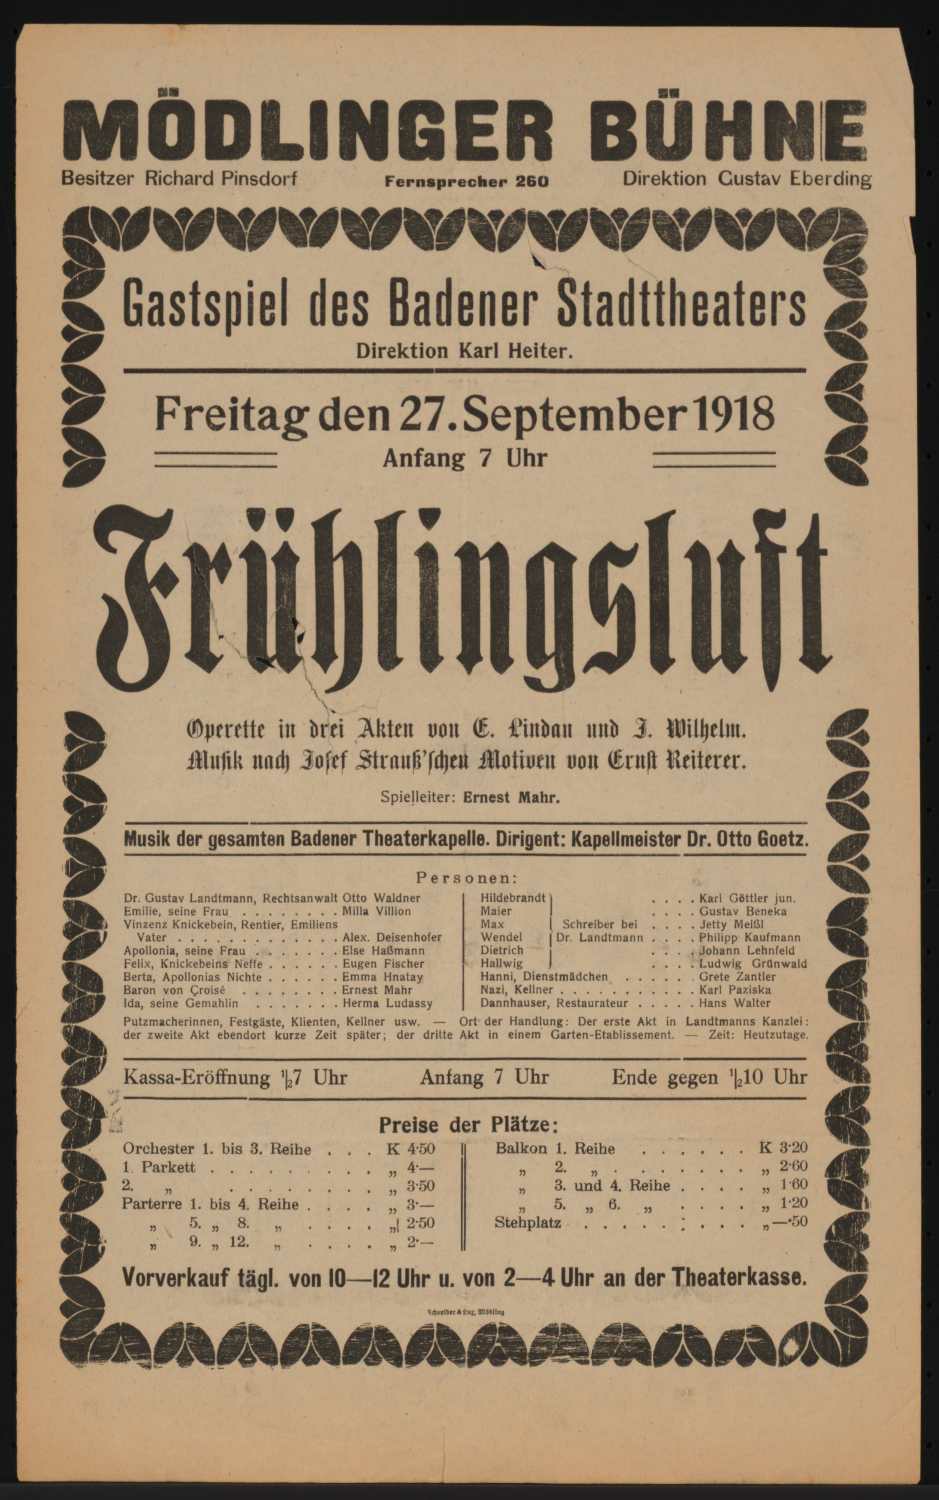 MÖDLINGER BÜHNE
Besitzer Richard Pinsdorf Fernsprecher 260 Direktion Gustav Eberding
Gastspiel des Badener Stadttheaters
Direktion Karl Heiter.
Freitag den 27. September 1918
Anfang 7 Uhr
Frühlingsluft
Operette in drei Akten von E. Lindau und J. Wilhelm.
Musik nach Josef Strauß'schen Motiven von Ernst Reiterer.
Spielleiter: Ernest Mahr.
Musik der gesamten Badener Theaterkapelle. Dirigent: Kapellmeister Dr. Otto Goetz.
Personen:
Dr. Gustav Landtmann, Rechtsanwalt Otto Waldner
Emilie, seine Frau . . . . . . . . Milla Villion
Vinzenz Knickebein, Rentier, Emiliens
Vater . . . . . . . . . . . . . Alex. Deisenhofer
Apollonia, seine Frau . . . . . . . Else Haßmann
Felix, Knickebeins Neffe . . . . . . Eugen Fischer
Berta, Apollonias Nichte . . . . . . Emma Hnatay
Baron von Croisé . . . . . . . . Ernest Mahr
Ida, seine Gemahlin . . . . . . . Herma Ludassy
Hildebrandt . . . . Karl Göttler jun.
Maier . . . . Gustav Beneka
Max Schreiber bei . . . . Jetty Meißl
Wendel Dr. Landtmann . . . . Philipp Kaufmann
Dietrich . . . . Johann Lehnfeld
Hallwig . . . . Ludwig Grünwald
Hanni, Dienstmädchen . . . . . . Grete Zantler
Nazi, Kellner . . . . . . . . . . Karl Paziska
Dannhauser, Restaurateur . . . . . Hans Walter
Putzmacherinnen, Festgäste, Klienten, Kellner usw. — Ort der Handlung: Der erste Akt in Landtmanns Kanzlei:
der zweite Akt ebendort kurze Zeit später; der dritte Akt in einem Garten-Etablissement. — Zeit: Heutzutage.
Kassa-Eröffnung 1/2 7 Uhr Anfang 7 Uhr Ende gegen 1/2 10 Uhr
Preise der Plätze:
Orchester 1. bis 3. Reihe . . . K 4·50
1. Parkett . . . . . . . . . „ 4·—
2. „ . . . . . . . . „ 3·50
Parterre 1. bis 4. Reihe . . . . „ 3·—
„ 5. „ 8. „ . . . . „ 2·50
„ 9. „ 12. „ . . . . „ 2·—
Balkon 1. Reihe . . . . . . K 3·20
„ 2. „ . . . . . . . „ 2·60
„ 3. und 4. Reihe . . . . „ 1·60
„ 5. „ 6. „ . . . . „ 1·20
Stehplatz . . . . . . . . „ —·50
Vorverkauf tägl. von 10—12 Uhr u. von 2—4 Uhr an der Theaterkasse.
Schneider & Lug, Mödling